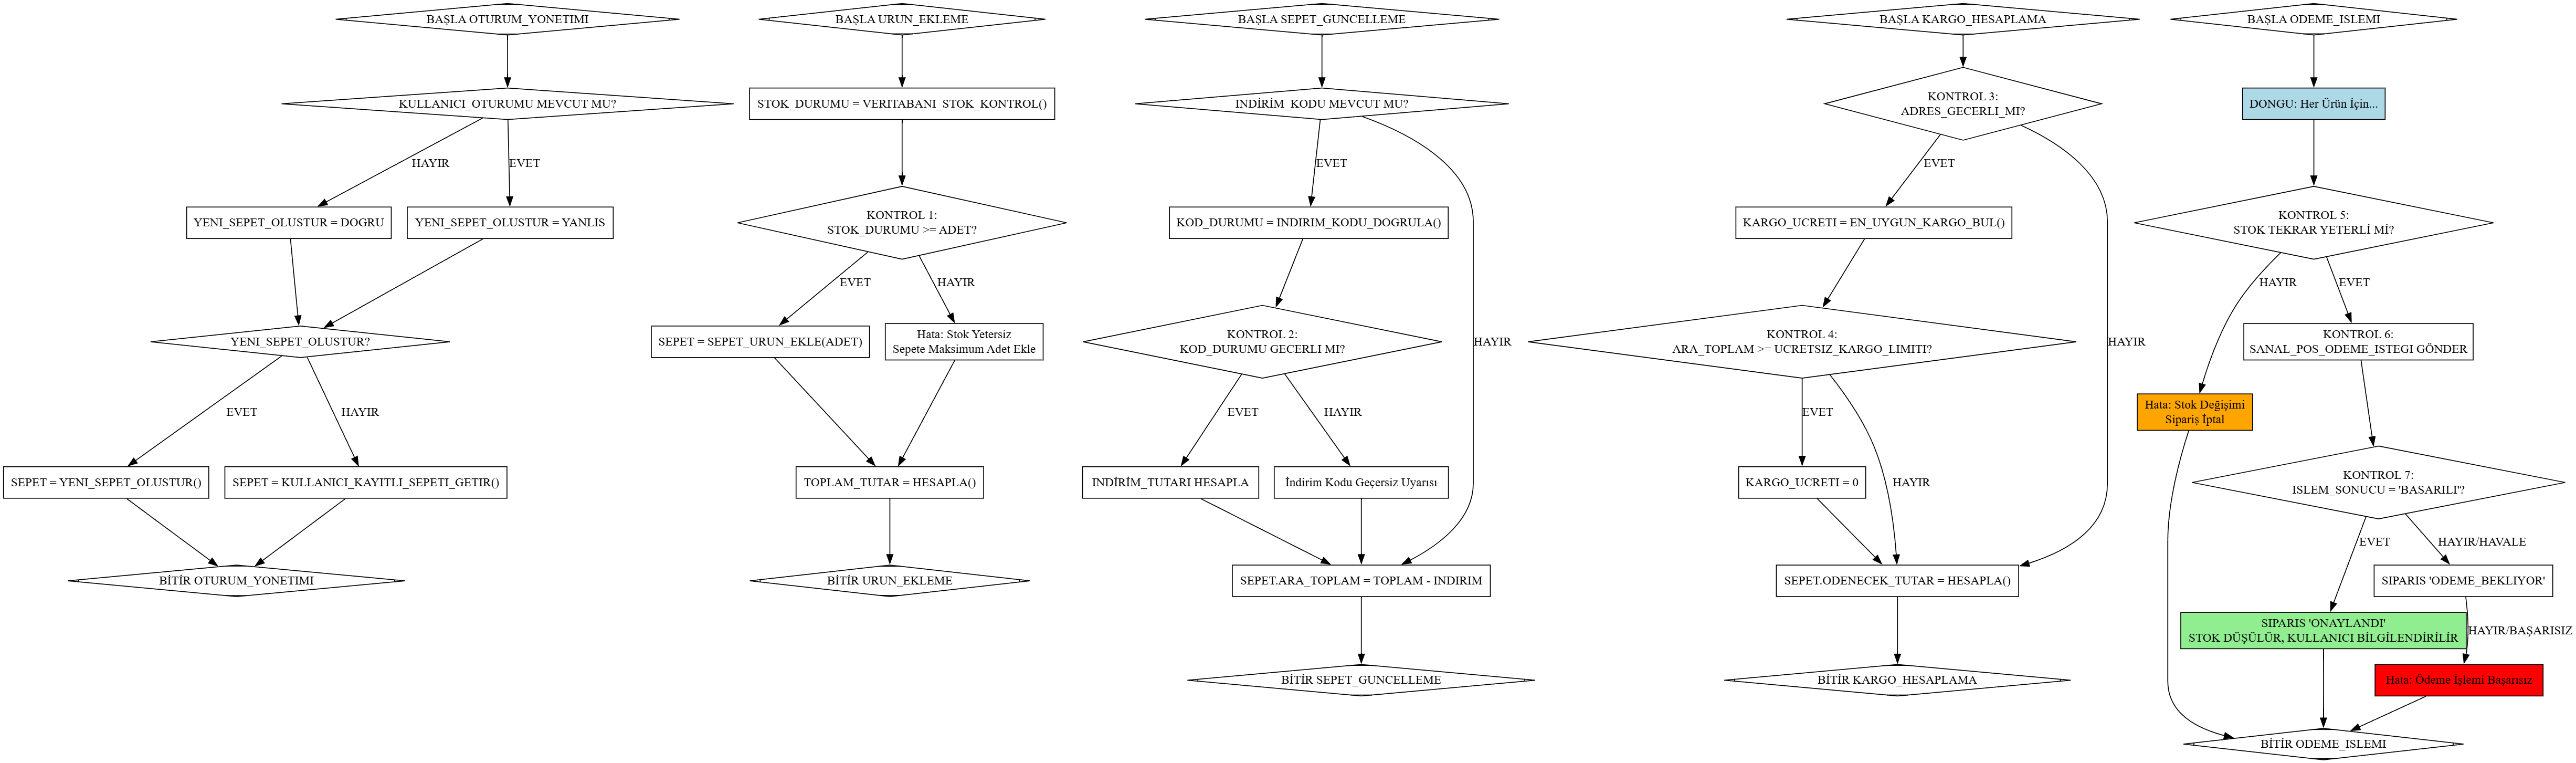 BAŞLA OTURUM_YONETIMI
KULLANICI_OTURUMU MEVCUT MU?
HAYIR
EVET
YENI_SEPET_OLUSTUR = DOGRU
YENI_SEPET_OLUSTUR = YANLIS
YENI_SEPET_OLUSTUR?
EVET
HAYIR
SEPET = YENI_SEPET_OLUSTUR()
SEPET = KULLANICI_KAYITLI_SEPETI_GETIR()
BİTİR OTURUM_YONETIMI
BAŞLA URUN_EKLEME
STOK_DURUMU = VERITABANI_STOK_KONTROL()
KONTROL 1:
STOK_DURUMU >= ADET?
EVET
HAYIR
SEPET = SEPET_URUN_EKLE(ADET)
Hata: Stok Yetersiz
Sepete Maksimum Adet Ekle
TOPLAM_TUTAR = HESAPLA()
BİTİR URUN_EKLEME
BAŞLA SEPET_GUNCELLEME
INDİRİM_KODU MEVCUT MU?
EVET
HAYIR
KOD_DURUMU = INDIRIM_KODU_DOGRULA()
KONTROL 2:
KOD_DURUMU GECERLI MI?
EVET
HAYIR
INDİRİM_TUTARI HESAPLA
İndirim Kodu Geçersiz Uyarısı
SEPET.ARA_TOPLAM = TOPLAM - INDIRIM
BİTİR SEPET_GUNCELLEME
BAŞLA KARGO_HESAPLAMA
KONTROL 3:
ADRES_GECERLI_MI?
EVET
HAYIR
KARGO_UCRETI = EN_UYGUN_KARGO_BUL()
KONTROL 4:
ARA_TOPLAM >= UCRETSIZ_KARGO_LIMITI?
EVET
HAYIR
KARGO_UCRETI = 0
SEPET.ODENECEK_TUTAR = HESAPLA()
BİTİR KARGO_HESAPLAMA
BAŞLA ODEME_ISLEMI
DONGU: Her Ürün İçin...
KONTROL 5:
STOK TEKRAR YETERLİ Mİ?
HAYIR
EVET
Hata: Stok Değişimi
Sipariş İptal
KONTROL 6:
SANAL_POS_ODEME_ISTEGI GÖNDER
KONTROL 7:
ISLEM_SONUCU = 'BASARILI'?
EVET
HAYIR/HAVALE
SIPARIS 'ODEME_BEKLIYOR'
SIPARIS 'ONAYLANDI'
STOK DÜŞÜLÜR, KULLANICI BİLGİLENDİRİLİR
HAYIR/BAŞARISIZ
Hata: Ödeme İşlemi Başarısız
BİTİR ODEME_ISLEMI